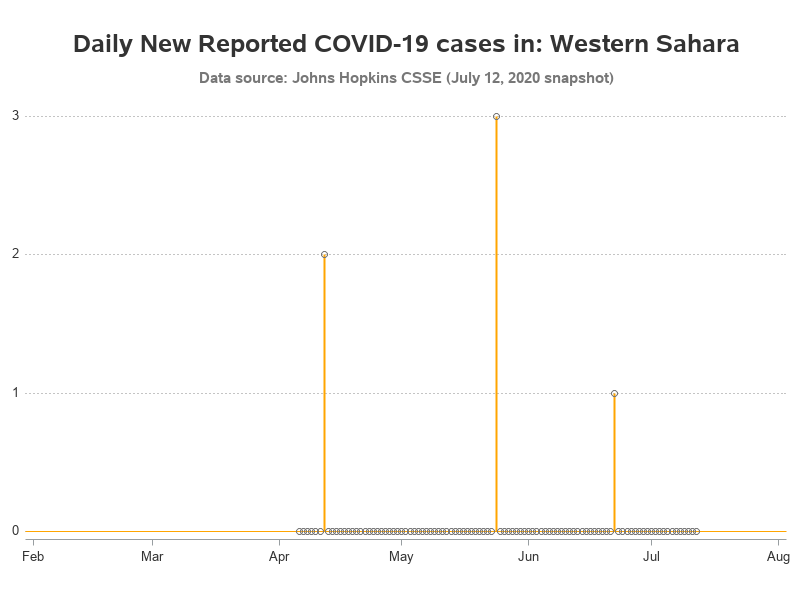 Daily New Reported COVID-19 cases in: Western Sahara
Data source: Johns Hopkins CSSE (July 12, 2020 snapshot)
3
2
1
0
Feb Mar Apr May Jun Jul Aug